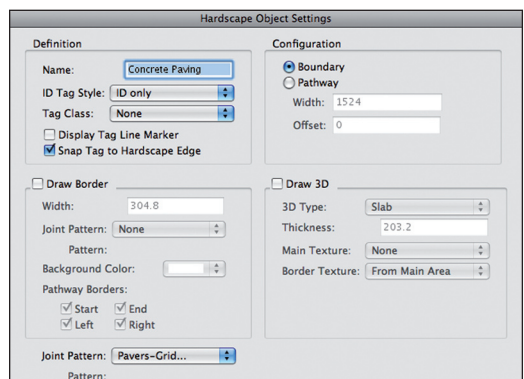 Hardscape Object Settings
Definition
Name: Concrete Paving
ID Tag Style: ID only
Tag Class: None
Display Tag Line Marker
Snap Tag to Hardscape Edge
Configuration
Boundary
Pathway
Width: 1524
Offset: 0
Draw Border
Width: 304.8
Joint Pattern: None
Pattern:
Background Color:
Pathway Borders:
Start End
Left Right
Draw 3D
3D Type: Slab
Thickness: 203.2
Main Texture: None
Border Texture: From Main Area
Joint Pattern: Pavers-Grid...
Pattern: